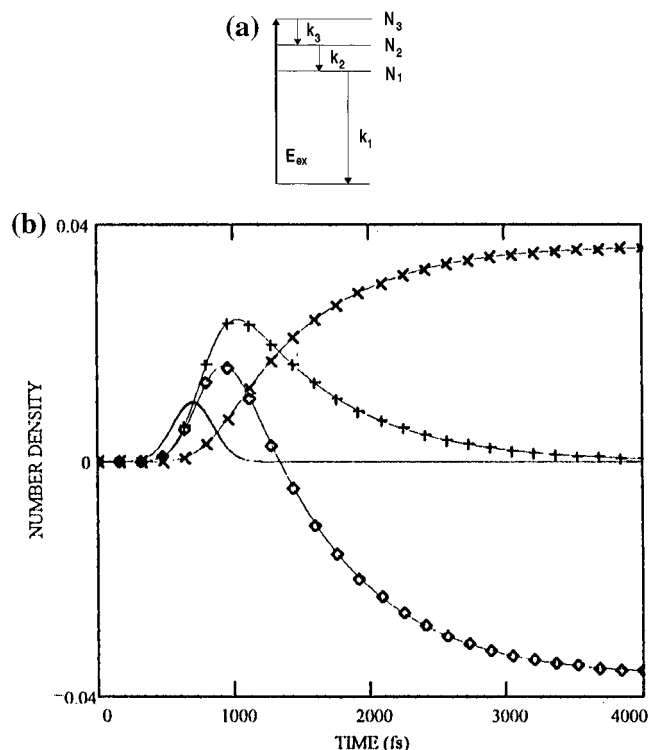 (a)
N3
k3
N2
k2
N1
k1
Eex
(b)
0.04
NUMBER DENSITY
0
-0.04
0 1000 2000 3000 4000
TIME (fs)